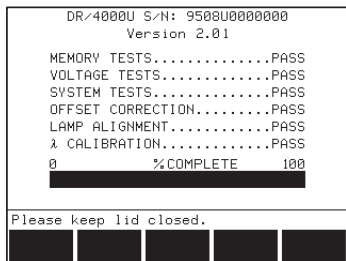 DR/4000U S/N: 9508U0000000
Version 2.01
MEMORY TESTS..............PASS
VOLTAGE TESTS.............PASS
SYSTEM TESTS..............PASS
OFFSET CORRECTION.........PASS
LAMP ALIGNMENT............PASS
λ CALIBRATION.............PASS
0 %COMPLETE 100
Please keep lid closed.